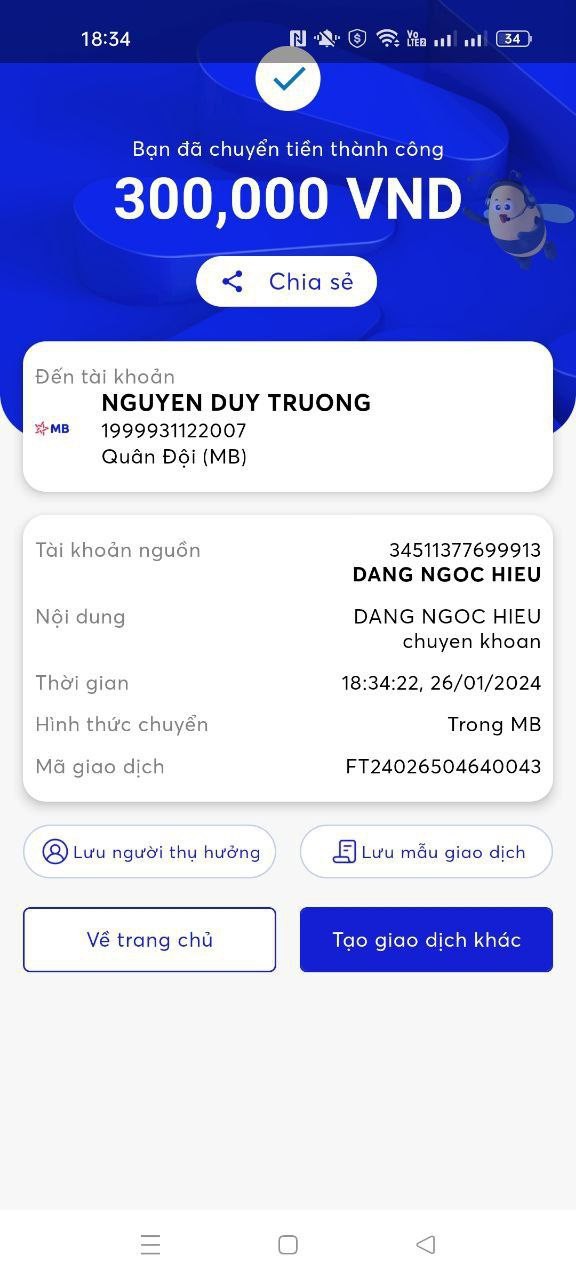 18:34
Vo
LTE2
34
Bạn đã chuyển tiền thành công
300,000 VND
Chia sẻ
Đến tài khoản
NGUYEN DUY TRUONG
MB
1999931122007
Quân Đội (MB)
Tài khoản nguồn
34511377699913
DANG NGOC HIEU
Nội dung
DANG NGOC HIEU
chuyen khoan
Thời gian
18:34:22, 26/01/2024
Hình thức chuyển
Trong MB
Mã giao dịch
FT24026504640043
Lưu người thụ hưởng
Lưu mẫu giao dịch
Về trang chủ
Tạo giao dịch khác